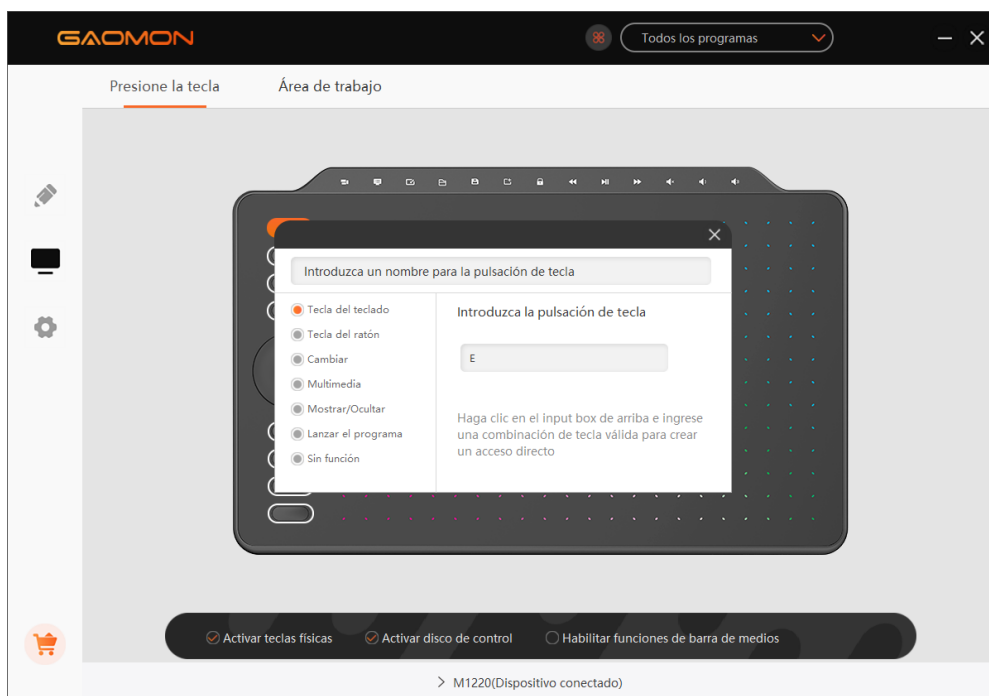 GAOMON
Todos los programas
Presione la tecla
Área de trabajo
Introduzca un nombre para la pulsación de tecla
Tecla del teclado
Tecla del ratón
Cambiar
Multimedia
Mostrar/Ocultar
Lanzar el programa
Sin función
Introduzca la pulsación de tecla
E
Haga clic en el input box de arriba e ingrese
una combinación de tecla válida para crear
un acceso directo
Activar teclas físicas
Activar disco de control
Habilitar funciones de barra de medios
M1220(Dispositivo conectado)